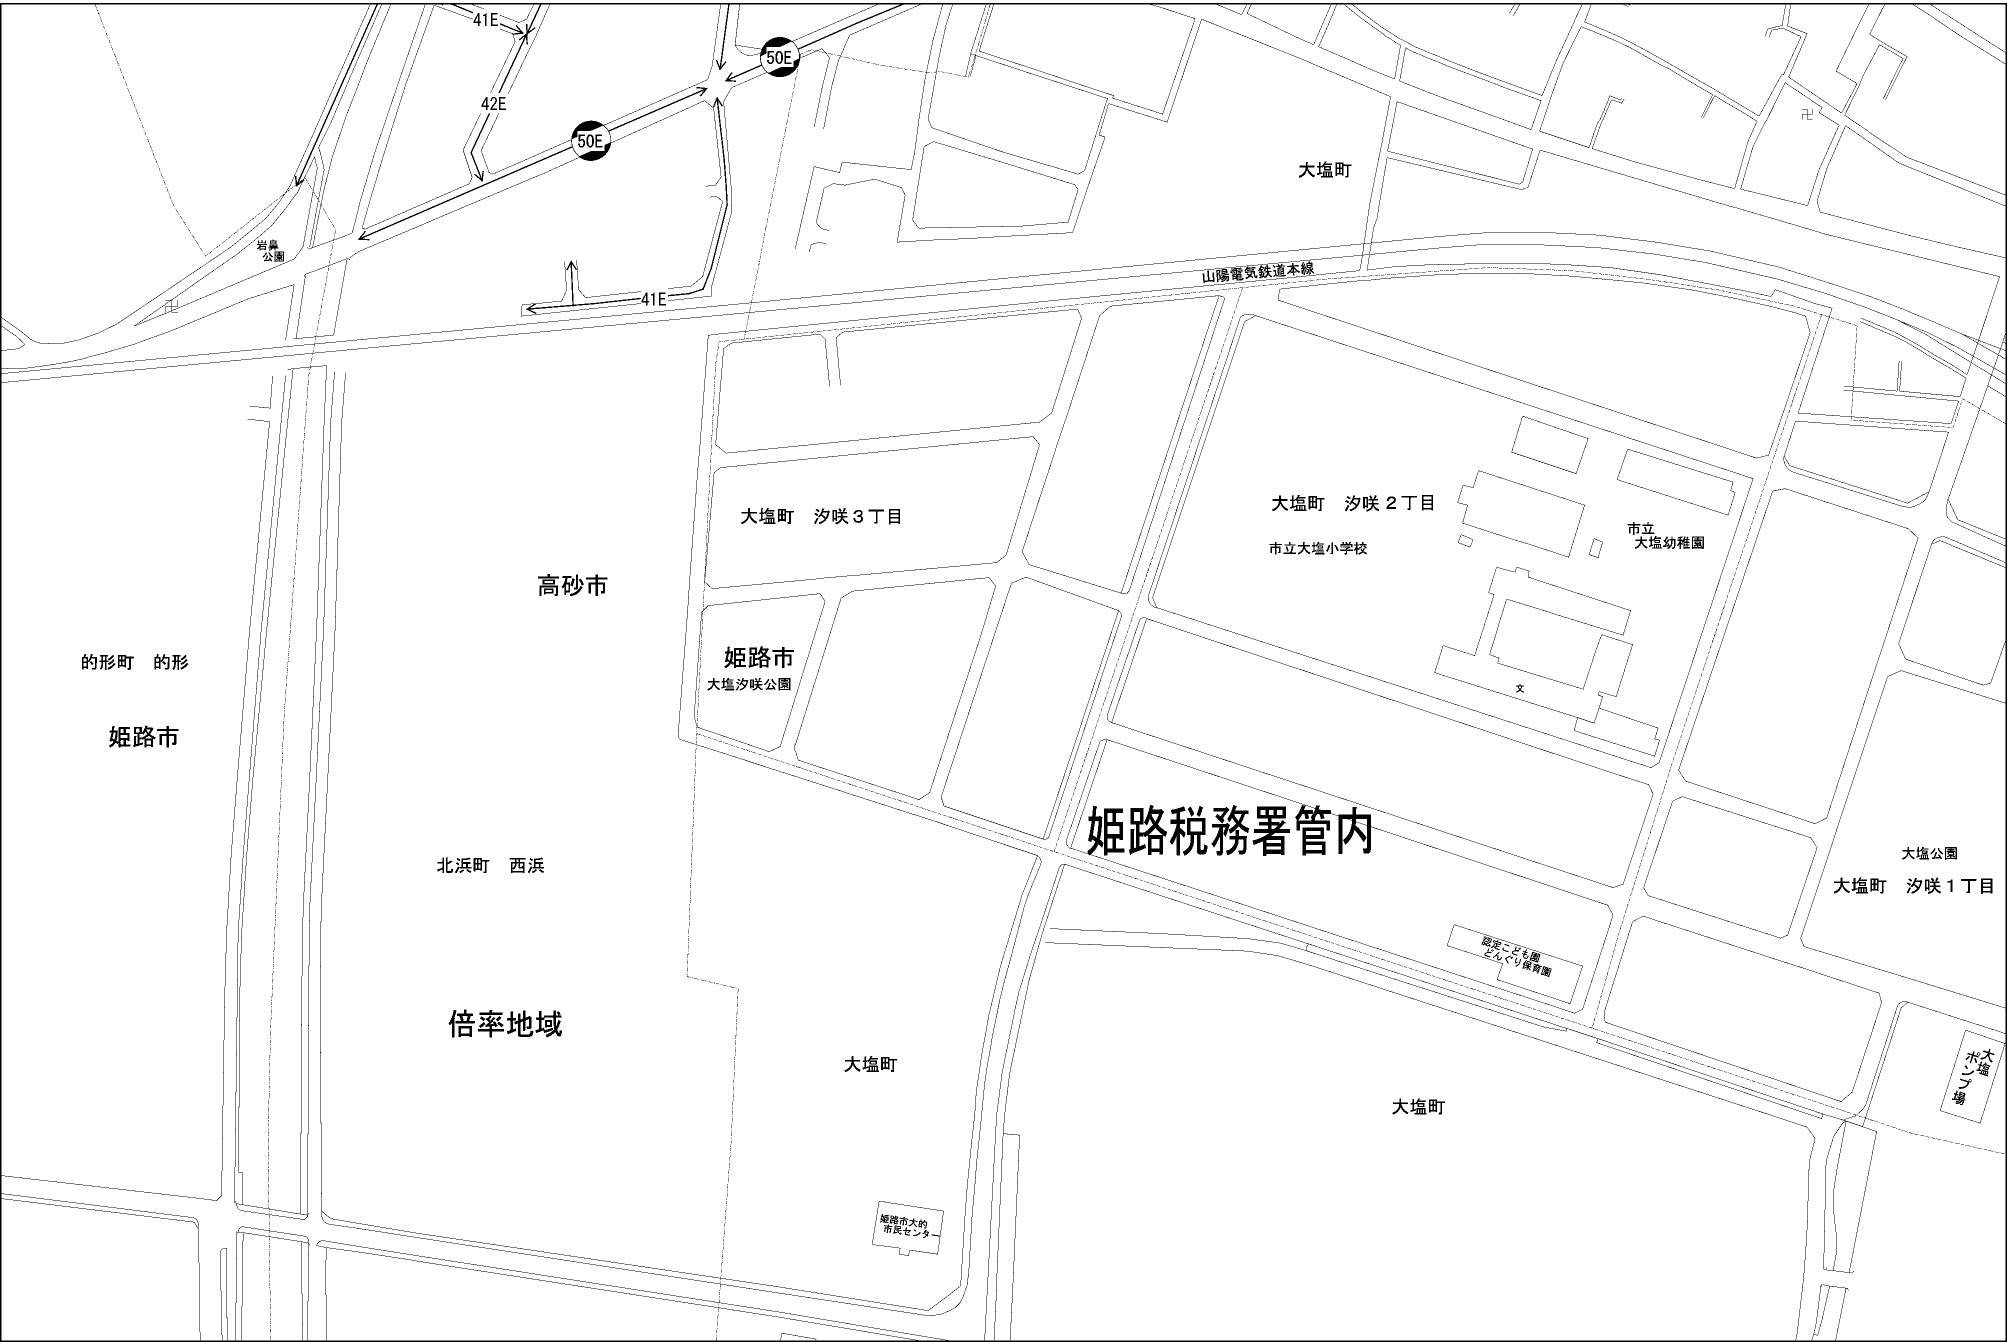 41E
50E
42E
50E
大塩町
岩鼻
公園
山陽電気鉄道本線
41E
大塩町　汐咲３丁目
大塩町　汐咲２丁目
市立
大塩幼稚園
市立大塩小学校
高砂市
的形町　的形
姫路市
大塩汐咲公園
文
姫路市
姫路税務署管内
大塩公園
北浜町　西浜
大塩町　汐咲１丁目
認定こども園
どんぐり保育園
倍率地域
大塩町
大塩
ポンプ場
大塩町
姫路市大的
市民センター